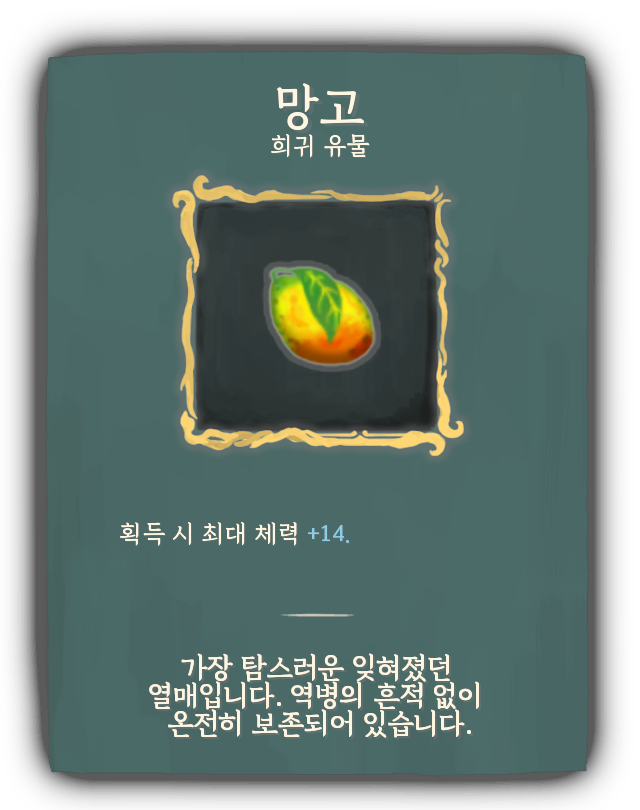 망고
희귀 유물
획득 시 최대 체력 +14.
가장 탐스러운 잊혀졌던
열매입니다. 역병의 흔적 없이
온전히 보존되어 있습니다.